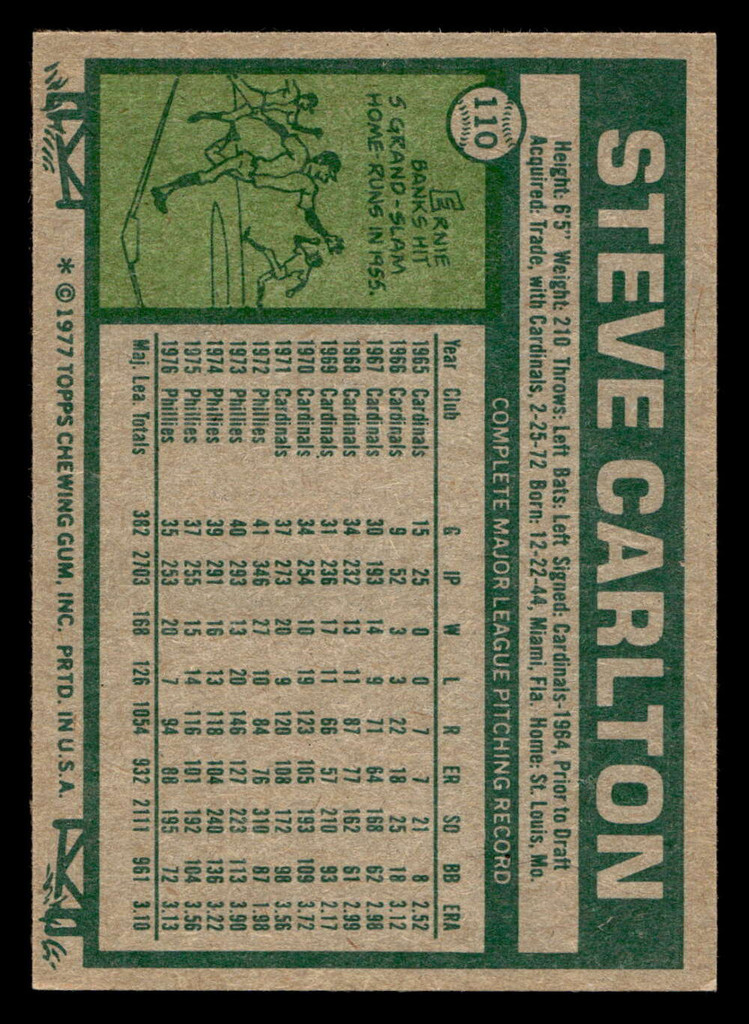 STEVE CARLTON
Height: 6'5" Weight: 210 Throws: Left Bats: Left Signed: Cardinals-1964, Prior to Draft
Acquired: Trade, with Cardinals, 2-25-72 Born: 12-22-44, Miami, Fla. Home: St. Louis, Mo.
110
ERNIE
BANKS HIT
5 GRAND-SLAM
HOME-RUNS IN 1955.
COMPLETE MAJOR LEAGUE PITCHING RECORD
Year Club G IP W L R ER SO BB ERA
1965 Cardinals 15 25 0 0 7 7 21 8 2.52
1966 Cardinals 9 52 3 3 22 18 25 18 3.12
1967 Cardinals 30 193 14 9 71 64 168 62 2.98
1968 Cardinals 34 232 13 11 87 77 162 61 2.99
1969 Cardinals 31 236 17 11 66 57 210 93 2.17
1970 Cardinals 34 254 10 19 123 105 193 109 3.72
1971 Cardinals 37 273 20 9 120 108 172 98 3.56
1972 Phillies 41 346 27 10 84 76 310 87 1.98
1973 Phillies 40 293 13 20 146 127 223 113 3.90
1974 Phillies 39 291 16 13 118 104 240 136 3.22
1975 Phillies 37 255 15 14 116 101 192 104 3.56
1976 Phillies 35 253 20 7 94 88 195 72 3.13
Maj. Lea. Totals 382 2703 168 126 1054 932 2111 961 3.10
* © 1977 TOPPS CHEWING GUM, INC. PRTD. IN U.S.A.